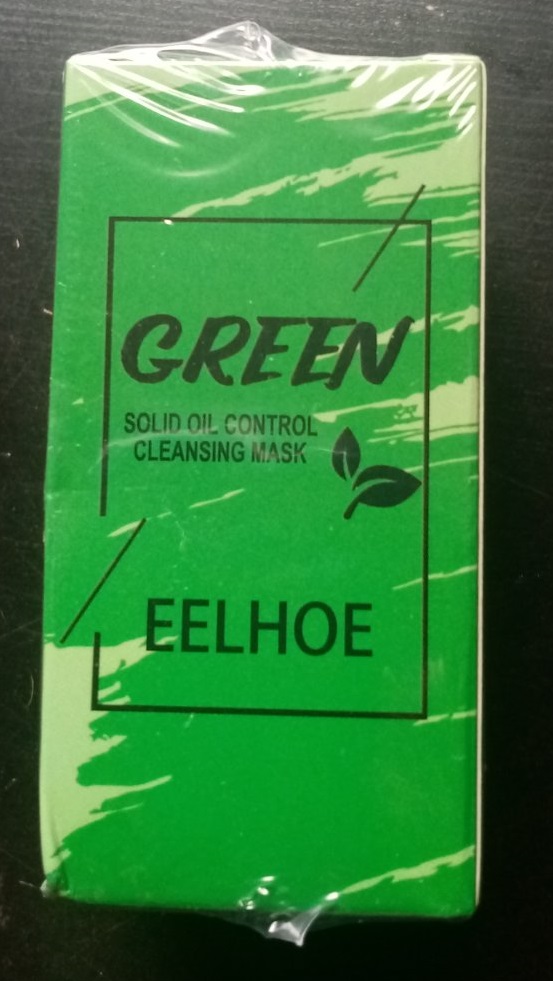 GREEN
SOLID OIL CONTROL
CLEANSING MASK
EELHOE